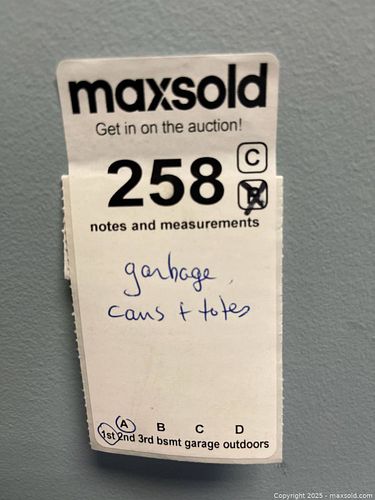 maxsold
Get in on the auction!
258 C
notes and measurements
garbage
cans + totes
A B C D
1st 2nd 3rd bsmt garage outdoors
© 2025 - maxsold.com